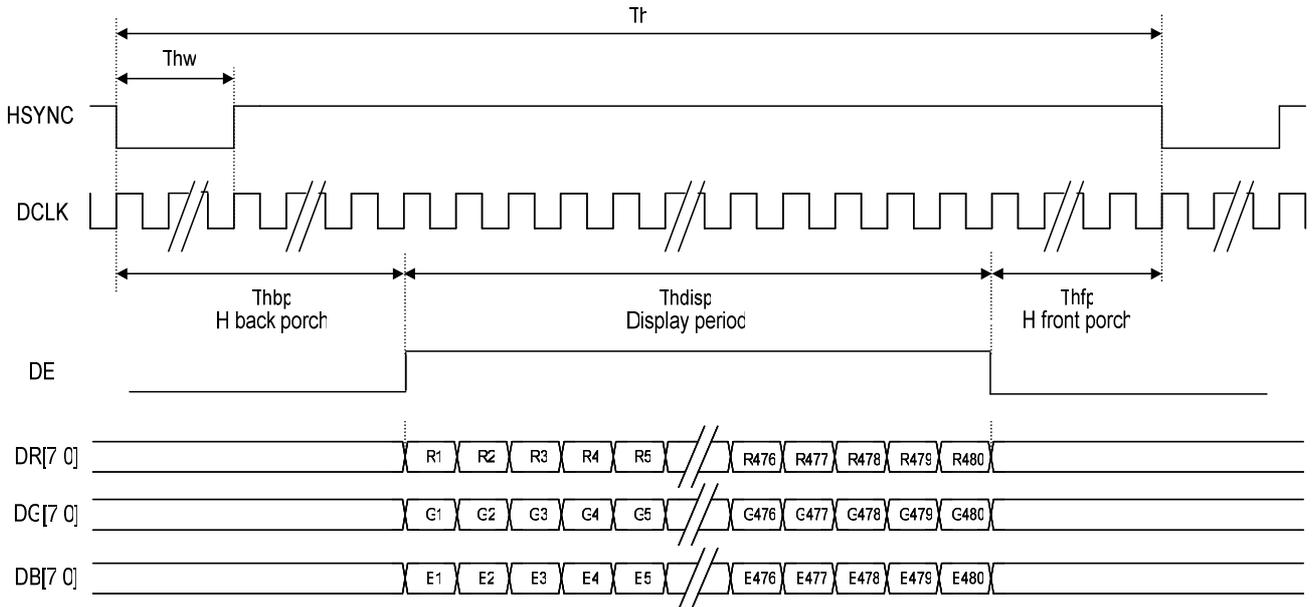 Th
Thw
HSYNC
DCLK
Thbp
H back porch
Thdisp
Display period
Thfp
H front porch
DE
DR[7 0] R1 R2 R3 R4 R5 R476 R477 R478 R479 R480
DG[7 0] G1 G2 G3 G4 G5 G476 G477 G478 G479 G480
DB[7 0] E1 E2 E3 E4 E5 E476 E477 E478 E479 E480